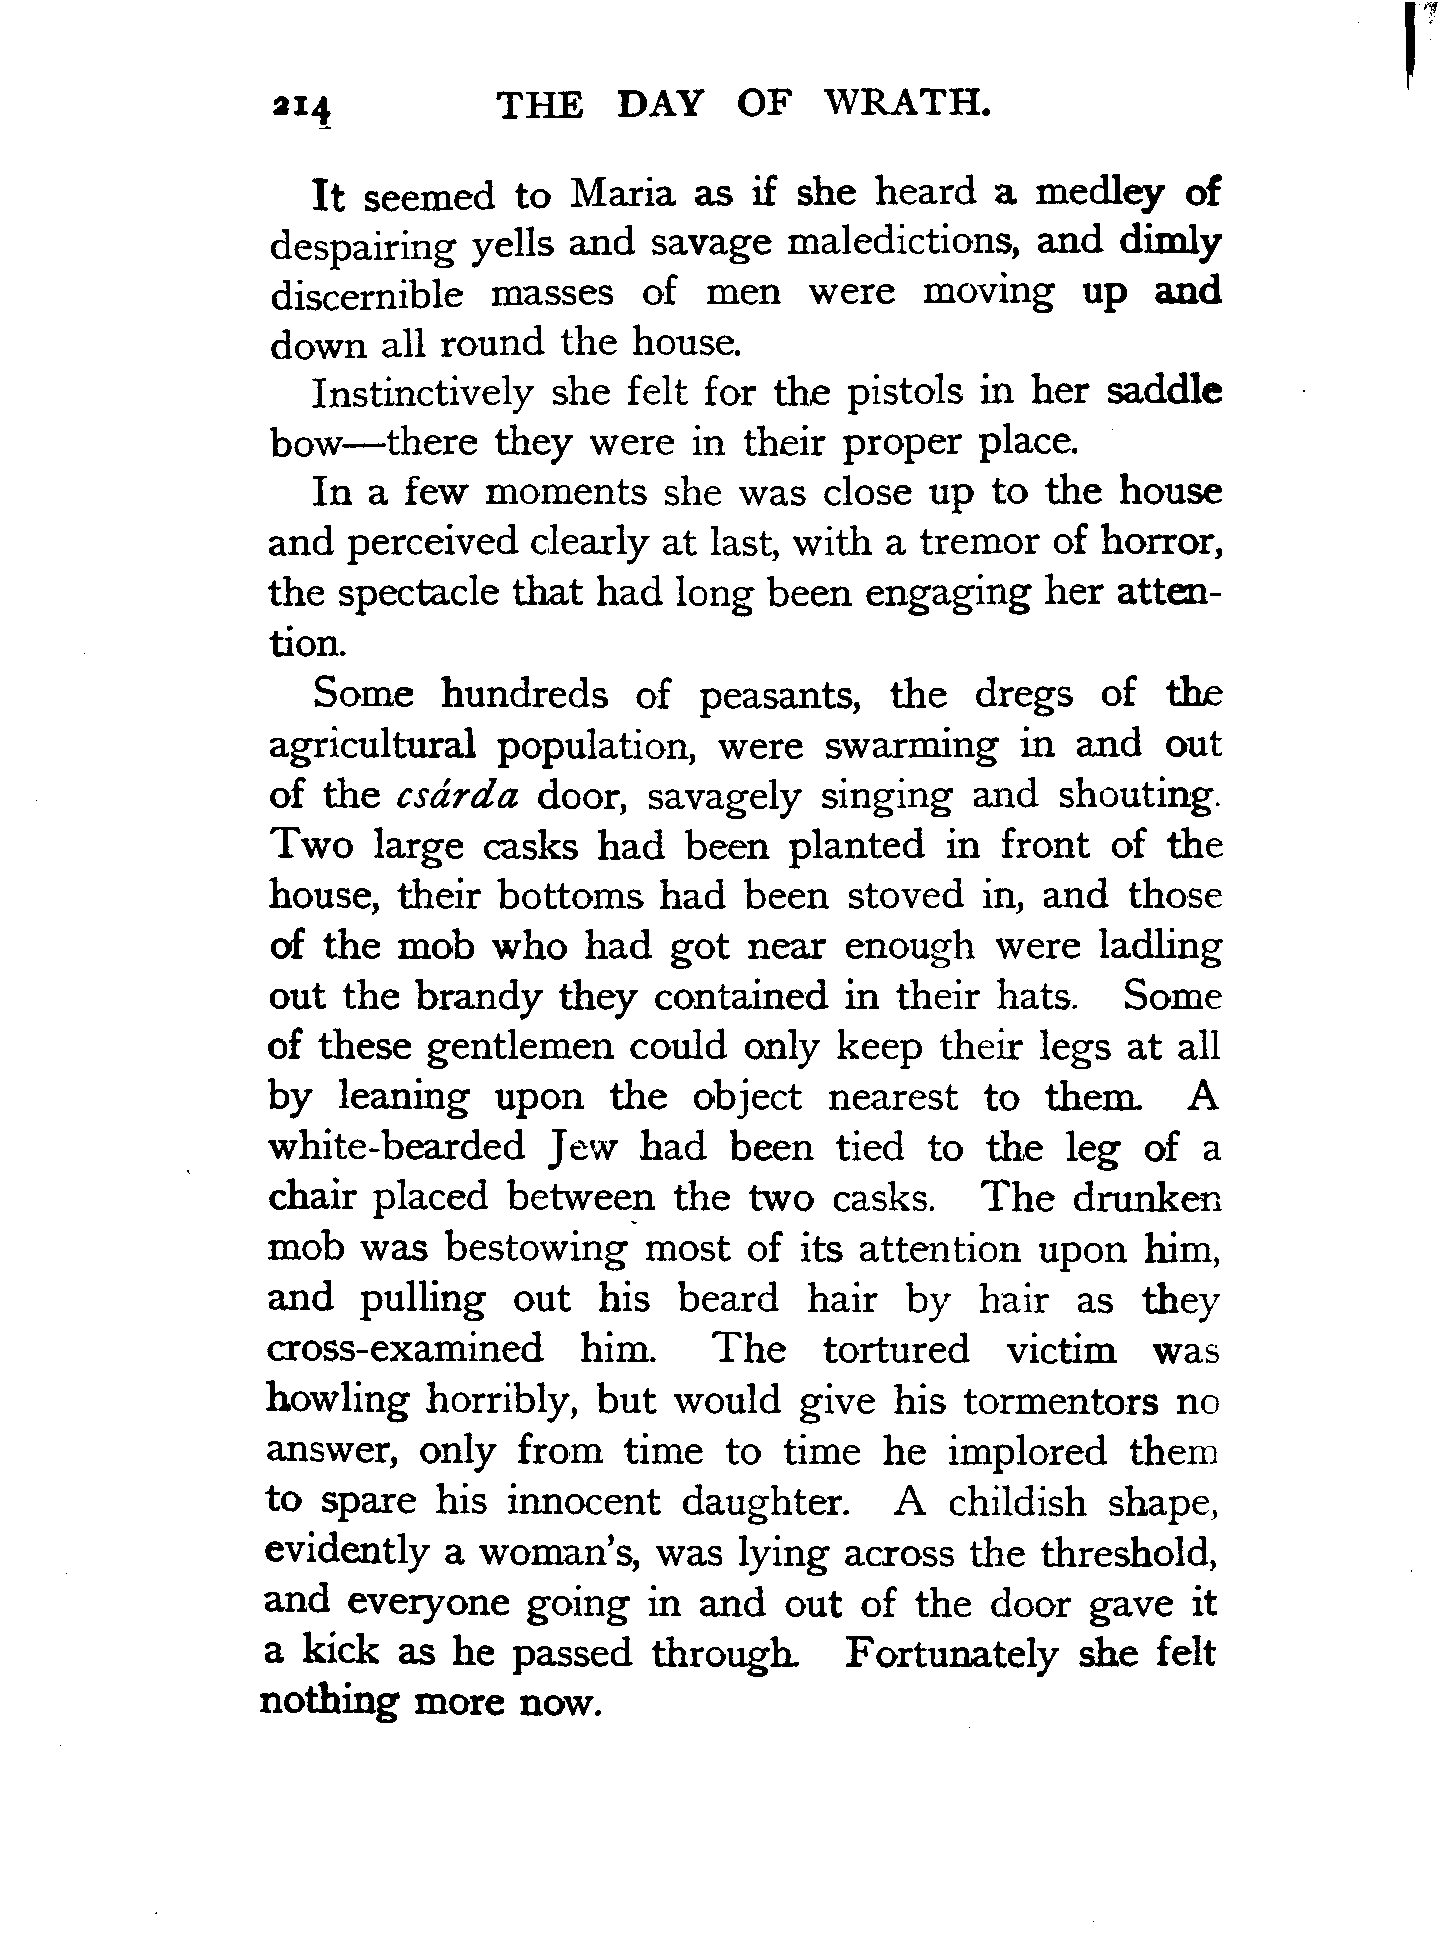 214 THE DAY OF WRATH.
It seemed to Maria as if she heard a medley of
despairing yells and savage maledictions, and dimly
discernible masses of men were moving up and
down all round the house.
Instinctively she felt for the pistols in her saddle
bow—there they were in their proper place.
In a few moments she was close up to the house
and perceived clearly at last, with a tremor of horror,
the spectacle that had long been engaging her atten-
tion.
Some hundreds of peasants, the dregs of the
agricultural population, were swarming in and out
of the csárda door, savagely singing and shouting.
Two large casks had been planted in front of the
house, their bottoms had been stoved in, and those
of the mob who had got near enough were ladling
out the brandy they contained in their hats. Some
of these gentlemen could only keep their legs at all
by leaning upon the object nearest to them. A
white-bearded Jew had been tied to the leg of a
chair placed between the two casks. The drunken
mob was bestowing most of its attention upon him,
and pulling out his beard hair by hair as they
cross-examined him. The tortured victim was
howling horribly, but would give his tormentors no
answer, only from time to time he implored them
to spare his innocent daughter. A childish shape,
evidently a woman's, was lying across the threshold,
and everyone going in and out of the door gave it
a kick as he passed through. Fortunately she felt
nothing more now.